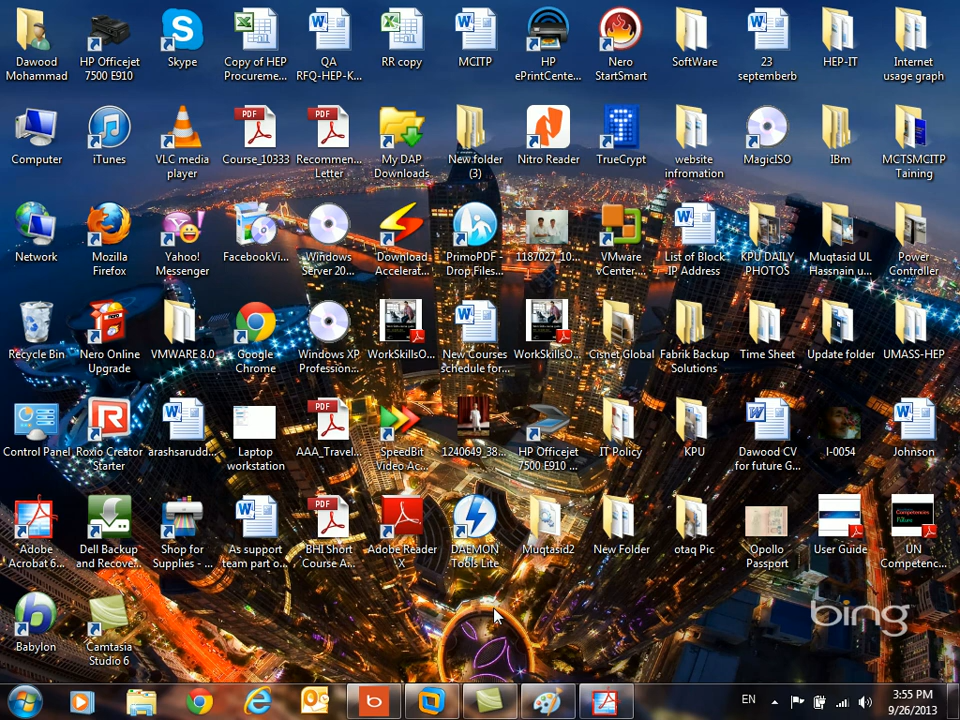 Dawood
Mohammad
HP Officejet
7500 E910
Skype
Copy of HEP
Procureme...
QA
RFQ-HEP-K...
RR copy
MCITP
HP
ePrintCente...
Nero
StartSmart
SoftWare
23
septemberb
HEP-IT
Internet
usage graph
Computer
iTunes
VLC media
player
PDF
Course_10333
PDF
Recommen...
Letter
My DAP
Downloads
New folder
(3)
Nitro Reader
TrueCrypt
website
infromation
MagicISO
IBm
MCTSMCITP
Taining
Network
Mozilla
Firefox
Yahoo!
Messenger
FacebookVi...
Windows
Server 20...
Download
Accelerat...
PrimoPDF -
Drop Files...
1187027_10...
VMware
vCenter...
List of Block
IP Address
KPU DAILY
PHOTOS
Muqtasid UL
Hassnain u...
Power
Controller
Recycle Bin
Nero Online
Upgrade
VMWARE 8.0
Google
Chrome
Windows XP
Profession...
WorkSkillsO...
New Courses
schedule for...
WorkSkillsO...
Cisnet Global
Fabrik Backup
Solutions
Time Sheet
Update folder
UMASS-HEP
Control Panel
Roxio Creator
Starter
arashsarudd...
Laptop
workstation
PDF
AAA_Travel...
SpeedBit
Video Ac...
1240649_38...
HP Officejet
7500 E910 ...
IT Policy
KPU
Dawood CV
for future G...
I-0054
Johnson
Adobe
Acrobat 6...
Dell Backup
and Recove...
Shop for
Supplies - ...
As support
team part o...
PDF
BHI Short
Course A...
Adobe Reader
X
DAEMON
Tools Lite
Muqtasid2
New Folder
otaq Pic
Opollo
Passport
User Guide
UN
Competenc...
Babylon
Camtasia
Studio 6
bing
EN
3:55 PM
9/26/2013